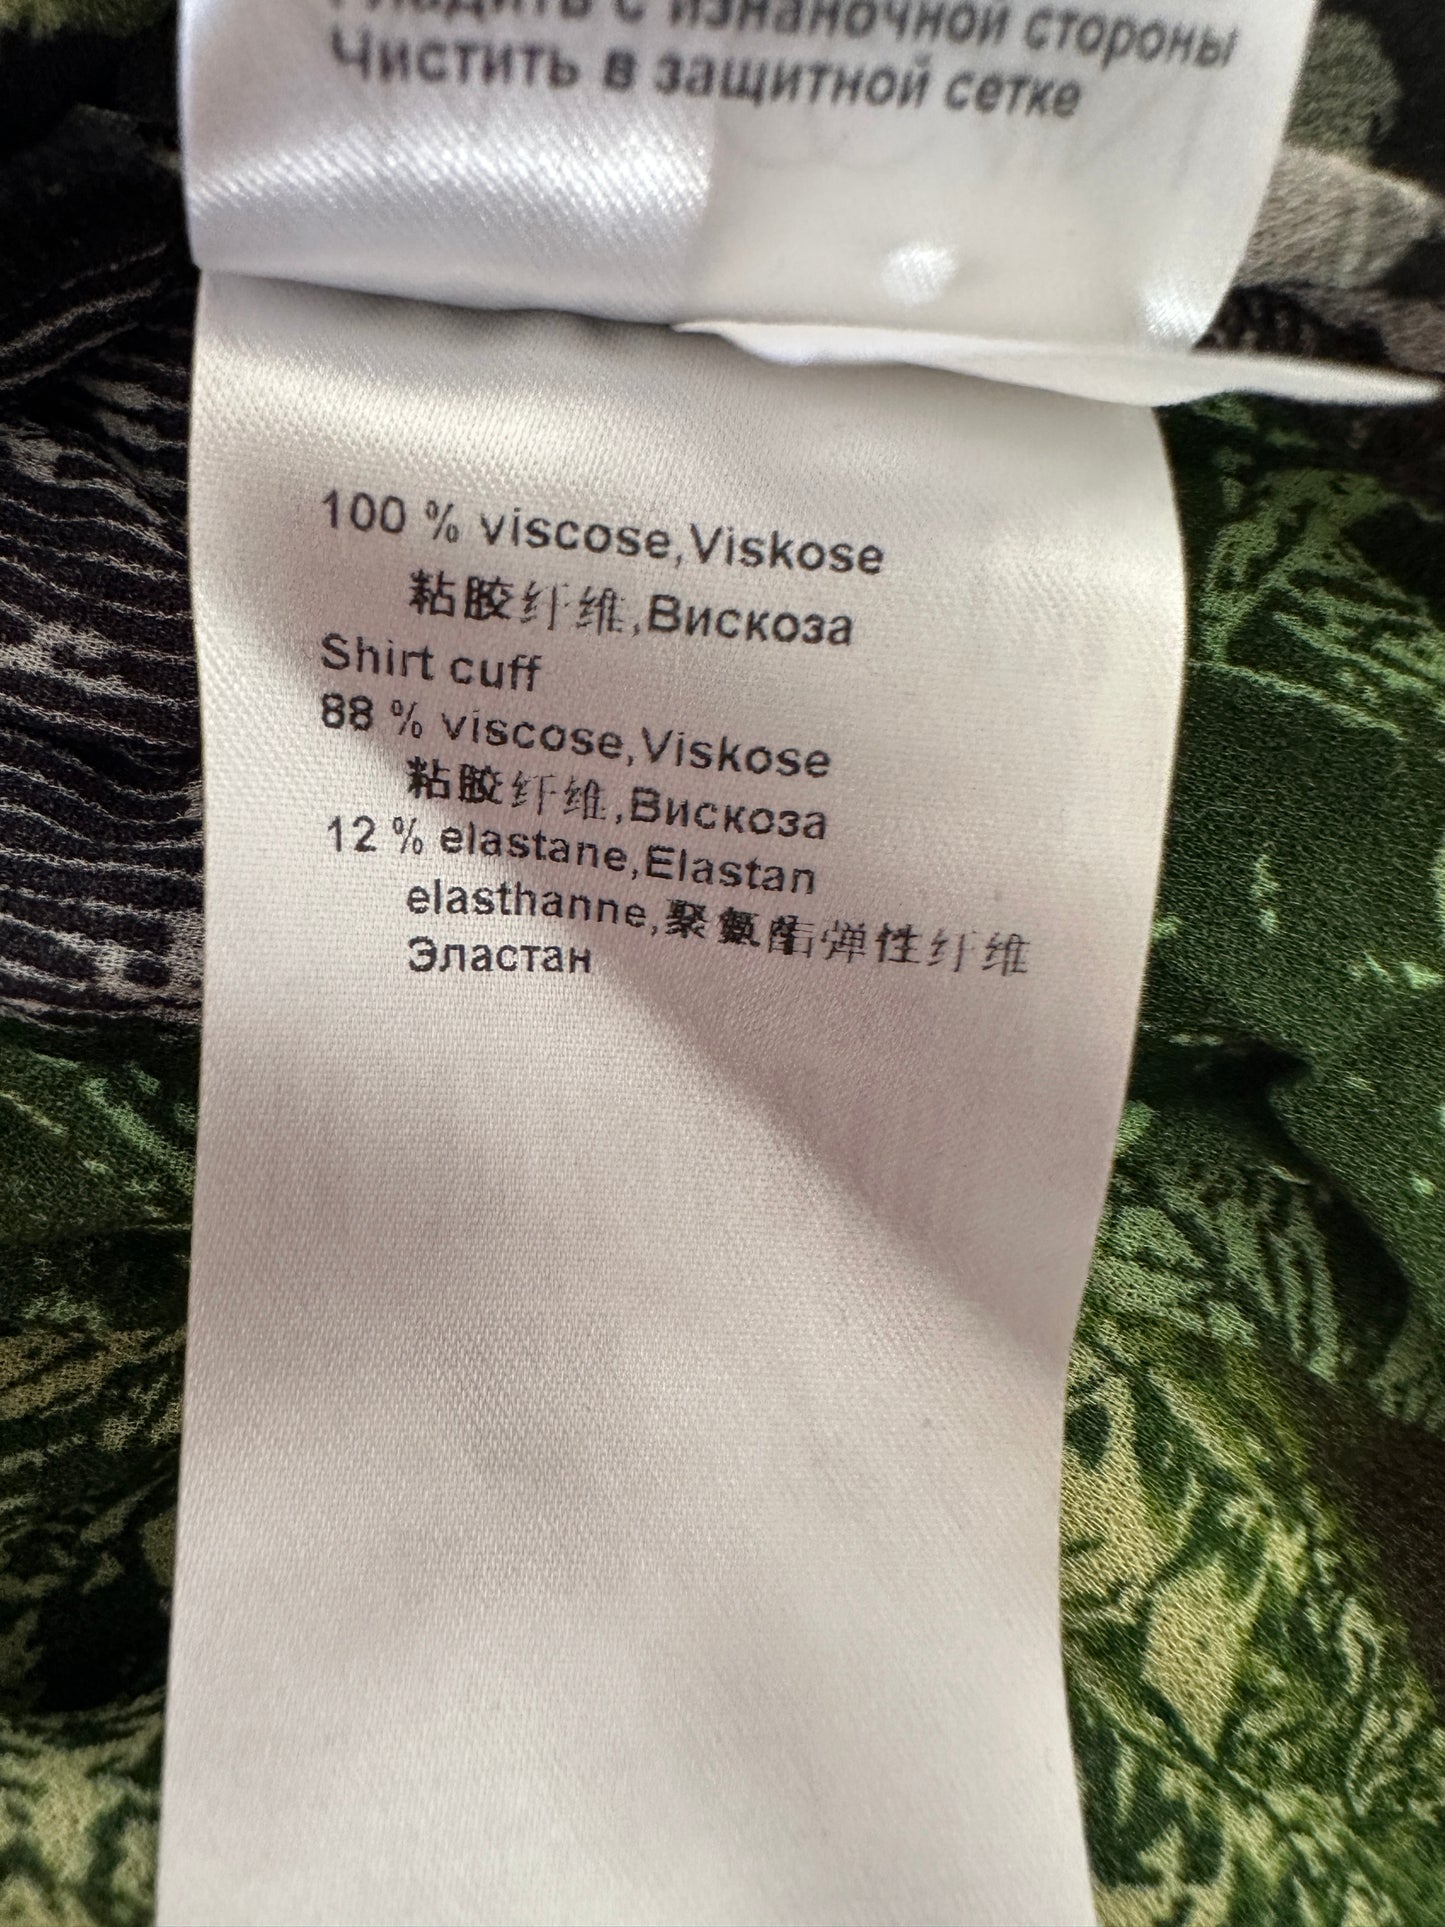 Гладить с изнаночной стороны
Чистить в защитной сетке
100 % viscose,Viskose
粘胶纤维,Вискоза
Shirt cuff
88 % viscose,Viskose
粘胶纤维,Вискоза
12 % elastane,Elastan
elasthanne,聚氨酯弹性纤维
Эластан